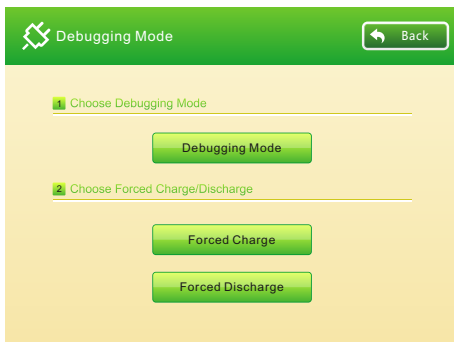 Debugging Mode
Back
1 Choose Debugging Mode
Debugging Mode
2 Choose Forced Charge/Discharge
Forced Charge
Forced Discharge